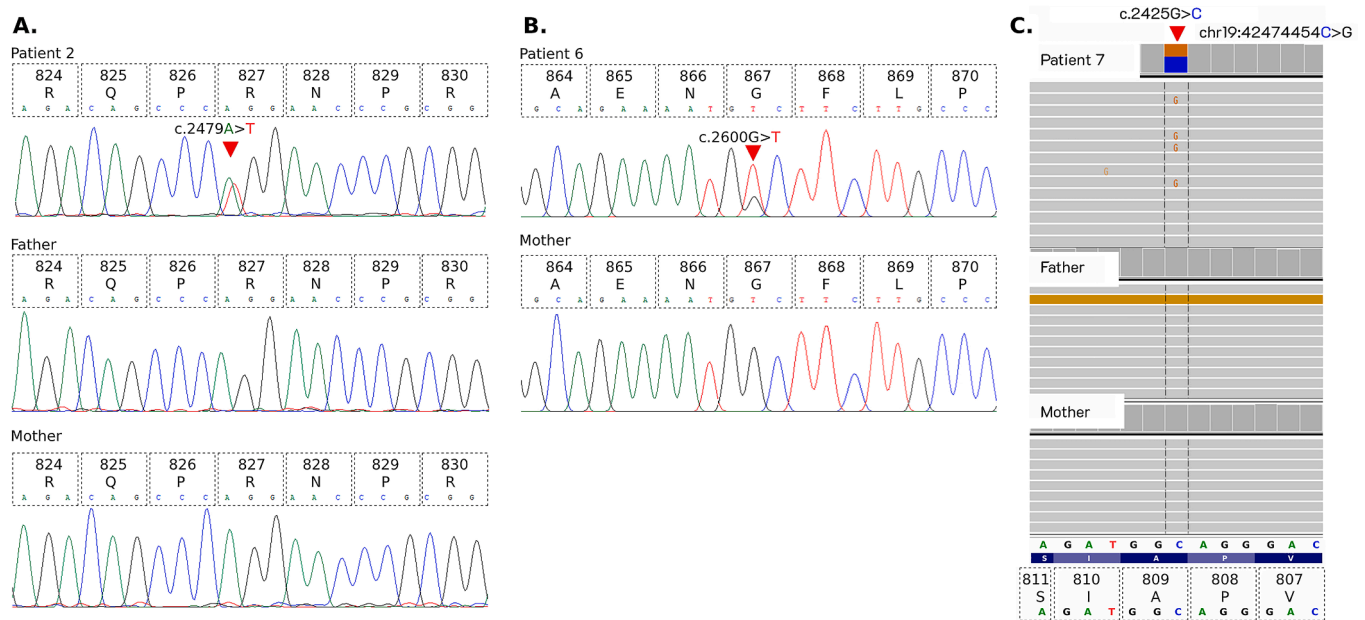 A.
Patient 2
824 825 826 827 828 829 830
R Q P R N P R
A G A C A G C C C A G G A A C C C G C G G
c.2479A>T
Father
824 825 826 827 828 829 830
R Q P R N P R
A G A C A G C C C A G G A A C C C G C G G
Mother
824 825 826 827 828 829 830
R Q P R N P R
A G A C A G C C C A G G A A C C C G C G G
B.
Patient 6
864 865 866 867 868 869 870
A E N G F L P
G C A G A A A A T G T C T T C T T G C C C
c.2600G>T
Mother
864 865 866 867 868 869 870
A E N G F L P
G C A G A A A A T G T C T T C T T G C C C
C.
c.2425G>C
chr19:42474454C>G
Patient 7
G
G
G
G
G
Father
Mother
A G A T G G C A G G G A C
S I A P V
811 810 809 808 807
S I A P V
A G A T G G C A G G G A C